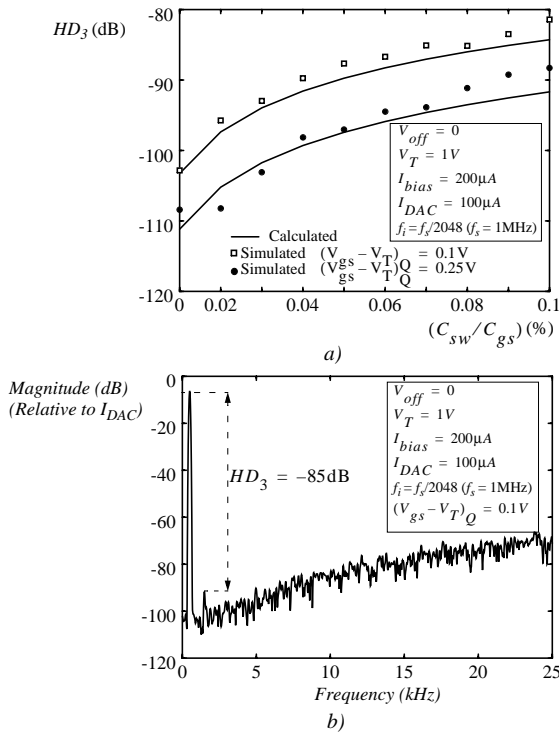 HD3 (dB)
-80
-90
-100
-110
-120
Voff = 0
VT = 1V
Ibias = 200µA
IDAC = 100µA
fi = fs/2048 (fs = 1MHz)
Calculated
Simulated (Vgs – VT)Q = 0.1V
Simulated (Vgs – VT)Q = 0.25V
0 0.02 0.04 0.06 0.08 0.1
(Csw/Cgs) (%)
a)
Magnitude (dB)
(Relative to IDAC)
0
-20
-40
-60
-80
-100
-120
HD3 = –85dB
Voff = 0
VT = 1V
Ibias = 200µA
IDAC = 100µA
fi = fs/2048 (fs = 1MHz)
(Vgs – VT)Q = 0.1V
0 5 10 15 20 25
Frequency (kHz)
b)